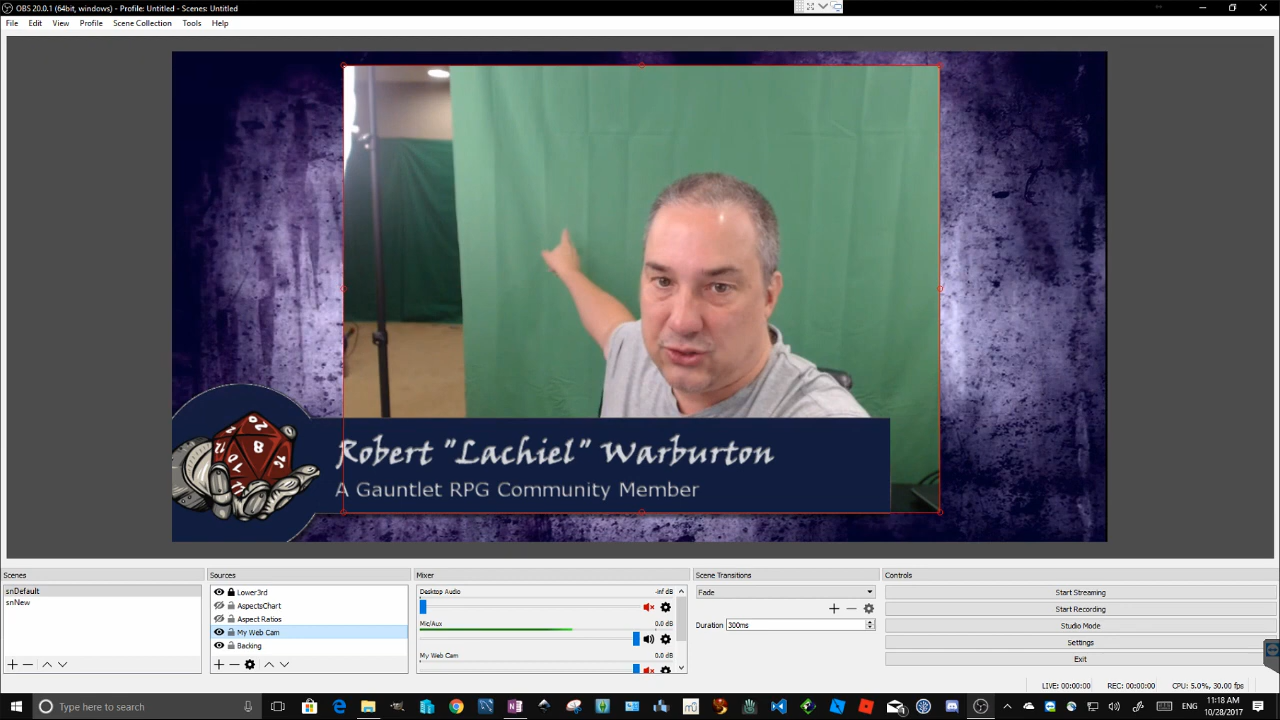 OBS 20.0.1 (64bit, windows) - Profile: Untitled - Scenes: Untitled
File Edit View Profile Scene Collection Tools Help
Robert "Lachiel" Warburton
A Gauntlet RPG Community Member
20
8
12
10
Scenes Sources Mixer Scene Transitions Controls
snDefault
snNew
Lower3rd
AspectsChart
Aspect Ratios
My Web Cam
Backing
Desktop Audio -inf dB
Mic/Aux 0.0 dB
My Web Cam 0.0 dB
Fade
Duration 300ms
Start Streaming
Start Recording
Studio Mode
Settings
Exit
LIVE: 00:00:00 REC: 00:00:00 CPU: 5.0%, 30.00 fps
Type here to search
ENG
11:18 AM
10/28/2017